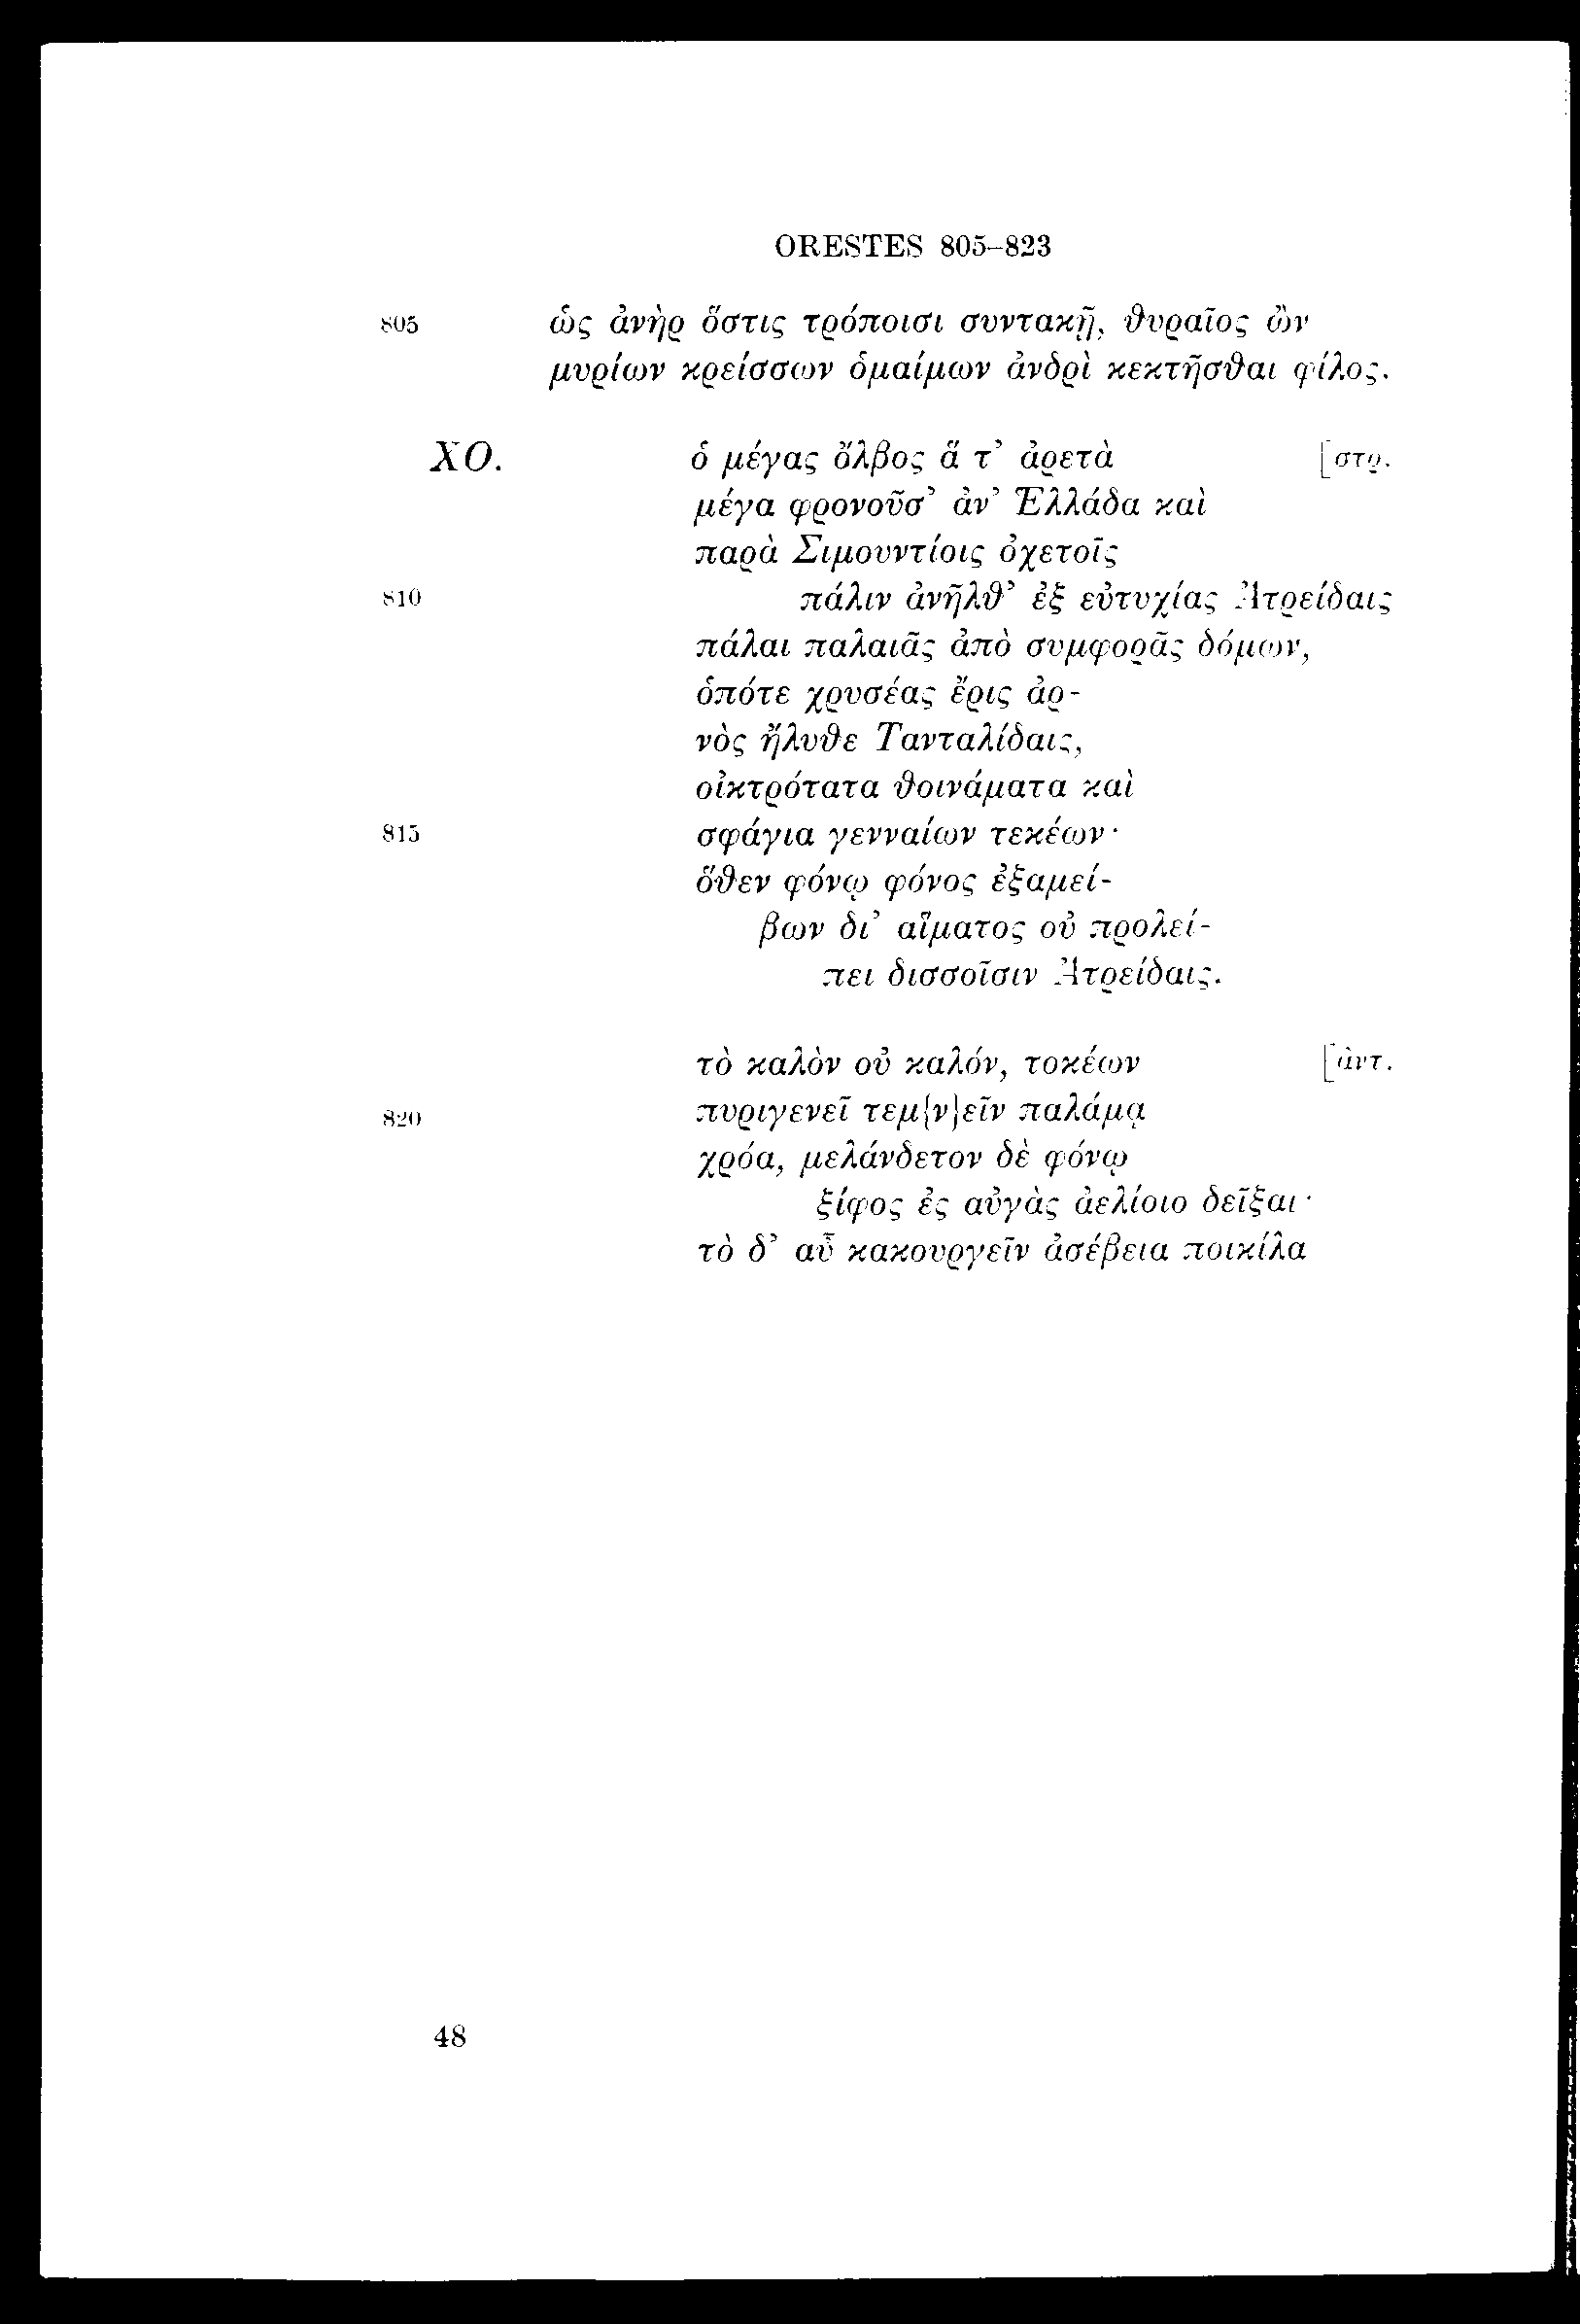 ORESTES 805–823
805 ὡς ἀνὴρ ὅστις τρόποισι συντακῇ, θυραῖος ὢν
μυρίων κρείσσων ὁμαίμων ἀνδρὶ κεκτῆσθαι φίλος.
ΧΟ. ὁ μέγας ὄλβος ἅ τ’ ἀρετὰ [στρ.
μέγα φρονοῦσ’ ἀν’ Ἑλλάδα καὶ
παρὰ Σιμουντίοις ὀχετοῖς
810 πάλιν ἀνῆλθ’ ἐξ εὐτυχίας Ἀτρείδαις
πάλαι παλαιᾶς ἀπὸ συμφορᾶς δόμων,
ὁπότε χρυσέας ἔρις ἀρ-
νὸς ἤλυθε Τανταλίδαις,
οἰκτρότατα θοινάματα καὶ
815 σφάγια γενναίων τεκέων·
ὅθεν φόνῳ φόνος ἐξαμεί-
βων δι’ αἵματος οὐ προλεί-
πει δισσοῖσιν Ἀτρείδαις.
τὸ καλὸν οὐ καλόν, τοκέων [ἀντ.
820 πυριγενεῖ τεμ{ν}εῖν παλάμᾳ
χρόα, μελάνδετον δὲ φόνῳ
ξίφος ἐς αὐγὰς ἀελίοιο δεῖξαι·
τὸ δ’ αὖ κακουργεῖν ἀσέβεια ποικίλα
48